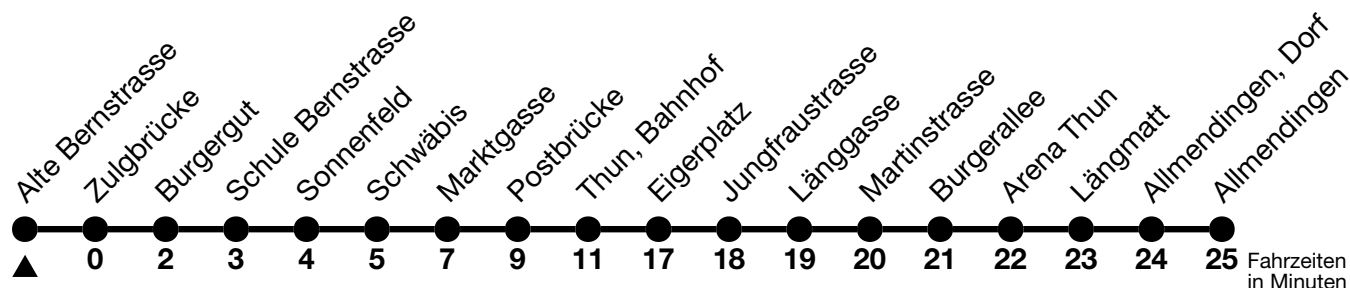 Alte Bernstrasse
Zulgbrücke
Burgergut
Schule Bernstrasse
Sonnenfeld
Schwäbis
Marktgasse
Postbrücke
Thun, Bahnhof
Eigerplatz
Jungfraustrasse
Länggasse
Martinstrasse
Burgerallee
Arena Thun
Längmatt
Allmendingen, Dorf
Allmendingen
0 2 3 4 5 7 9 11 17 18 19 20 21 22 23 24 25 Fahrzeiten
in Minuten